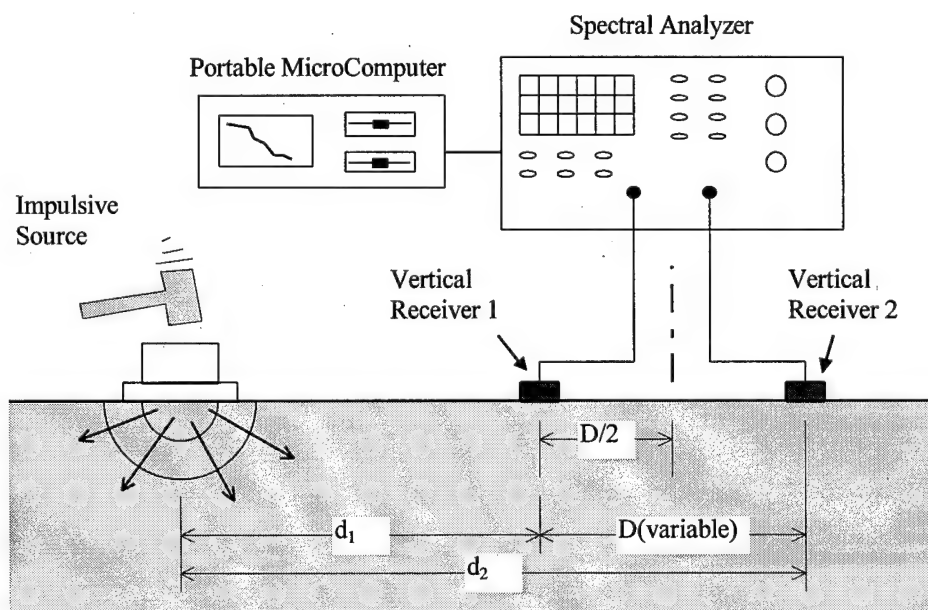 Spectral Analyzer
Portable MicroComputer
Impulsive
Source
Vertical
Receiver 1
Vertical
Receiver 2
D/2
d₁
D(variable)
d₂